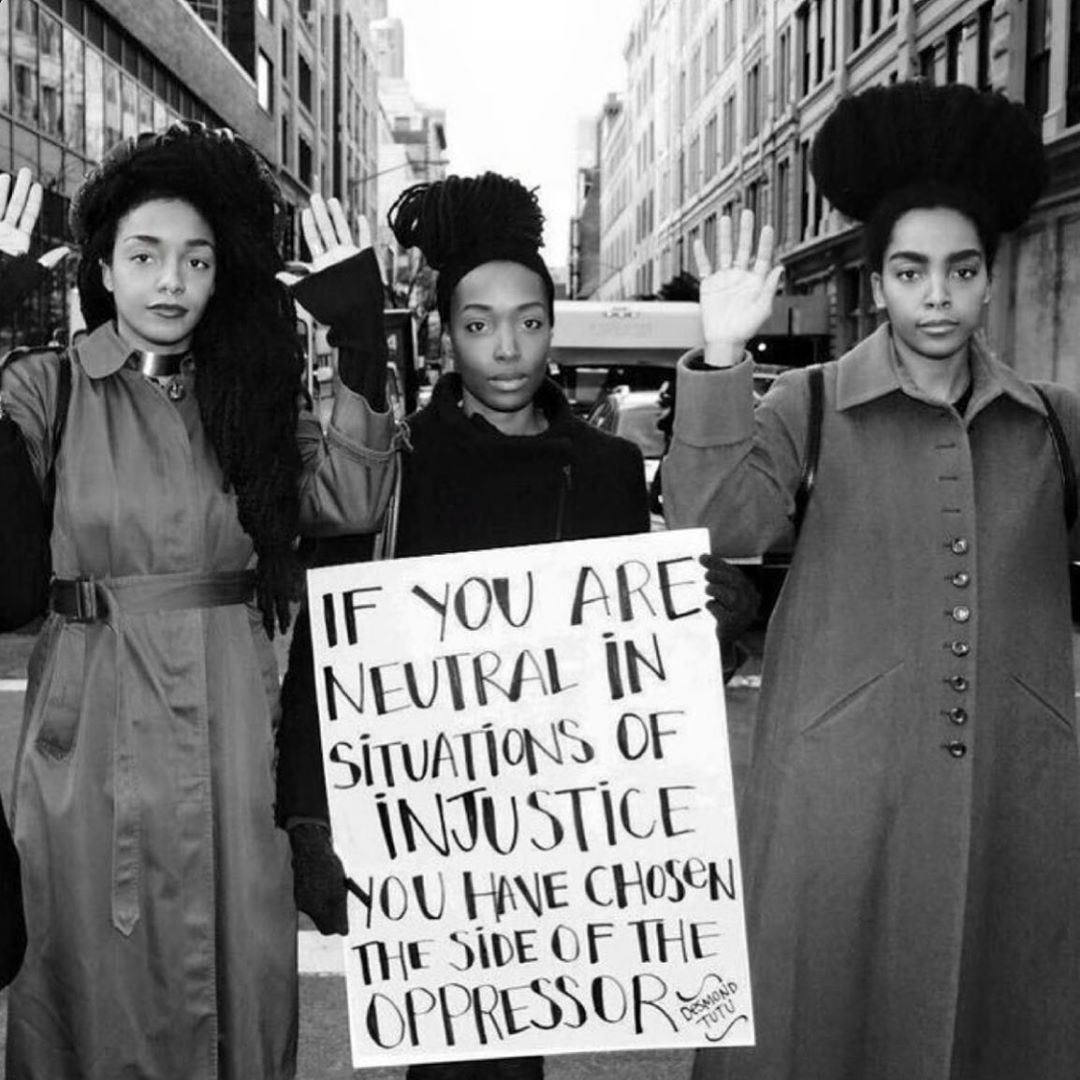 IF YOU ARE
NEUTRAL IN
SITUATIONS OF
INJUSTICE
YOU HAVE CHOSEN
THE SIDE OF THE
OPPRESSOR
DESMOND
TUTU